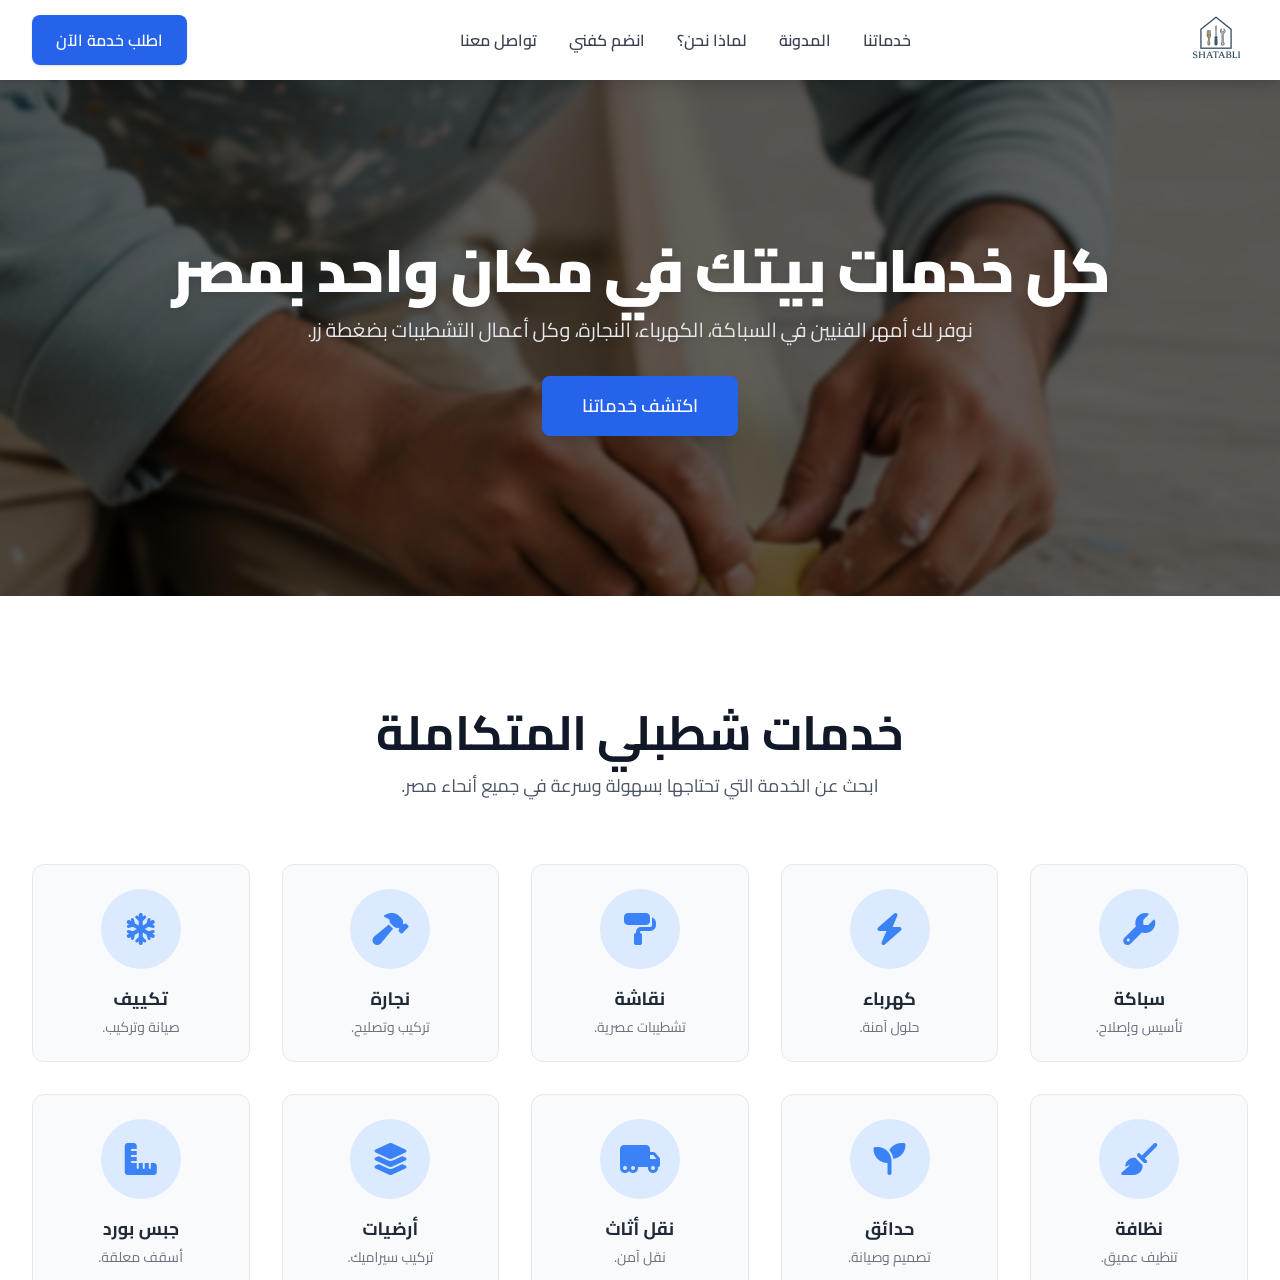 SHATABLI
خدماتنا
المدونة
لماذا نحن؟
انضم كفني
تواصل معنا
اطلب خدمة الآن
كل خدمات بيتك في مكان واحد بمصر
نوفر لك أمهر الفنيين في السباكة، الكهرباء، النجارة، وكل أعمال التشطيبات بضغطة زر.
اكتشف خدماتنا
خدمات شطبلي المتكاملة
ابحث عن الخدمة التي تحتاجها بسهولة وسرعة في جميع أنحاء مصر.
سباكة
تأسيس وإصلاح.
كهرباء
حلول آمنة.
نقاشة
تشطيبات عصرية.
نجارة
تركيب وتصليح.
تكييف
صيانة وتركيب.
نظافة
تنظيف عميق.
حدائق
تصميم وصيانة.
نقل أثاث
نقل آمن.
أرضيات
تركيب سيراميك.
جبس بورد
أسقف معلقة.